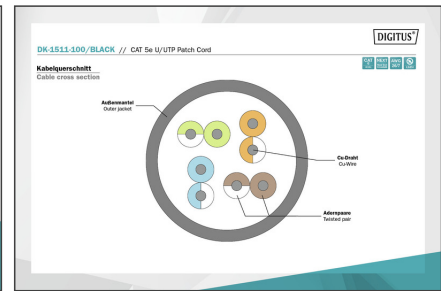 DIGITUS®
DK-1511-100/BLACK // CAT 5e U/UTP Patch Cord
Kabelquerschnitt
Cable cross section
Außenmantel
Outer jacket
Cu-Draht
Cu-Wire
Adernpaare
Twisted pair